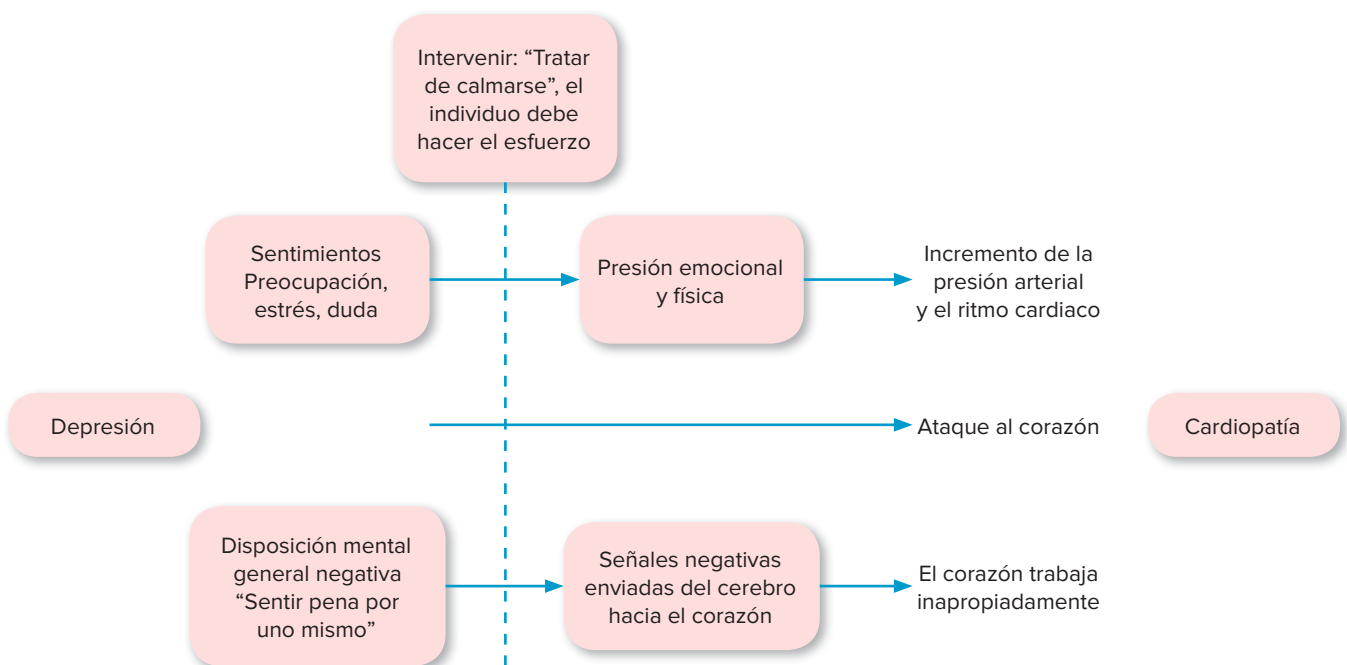 Intervenir: “Tratar
de calmarse”, el
individuo debe
hacer el esfuerzo
Sentimientos
Preocupación,
estrés, duda
Presión emocional
y física
Incremento de la
presión arterial
y el ritmo cardiaco
Depresión
Ataque al corazón
Cardiopatía
Disposición mental
general negativa
“Sentir pena por
uno mismo”
Señales negativas
enviadas del cerebro
hacia el corazón
El corazón trabaja
inapropiadamente